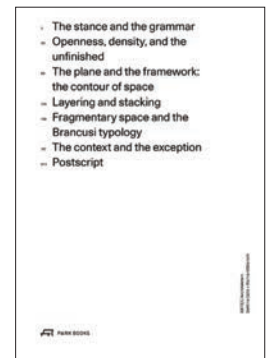 The stance and the grammar
Openness, density, and the
unfinished
The plane and the framework:
the contour of space
Layering and stacking
Fragmentary space and the
Brancusi typology
The context and the exception
Postscript
PARK BOOKS